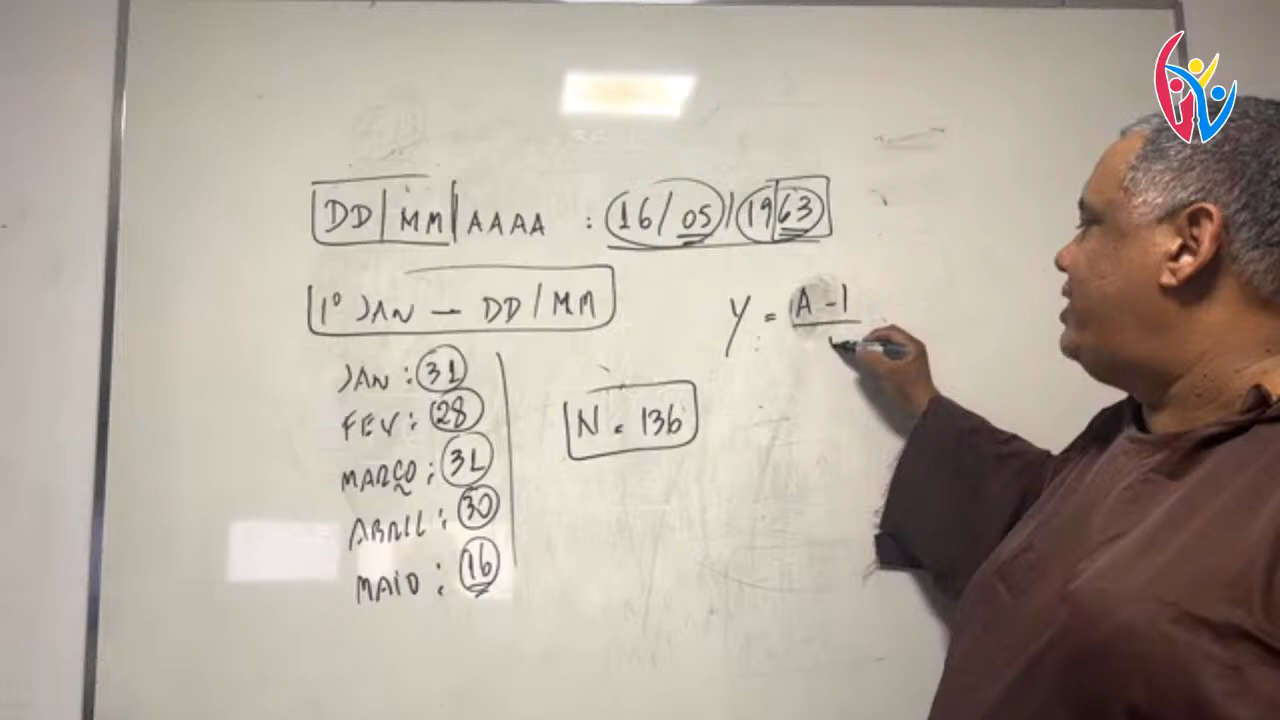 DD/MM/AAAA : 16/05/1963
1º JAN - DD/MM
Y = A-1
JAN : 31
FEV : 28
MARÇO : 31
ABRIL : 30
MAIO : 16
N = 136